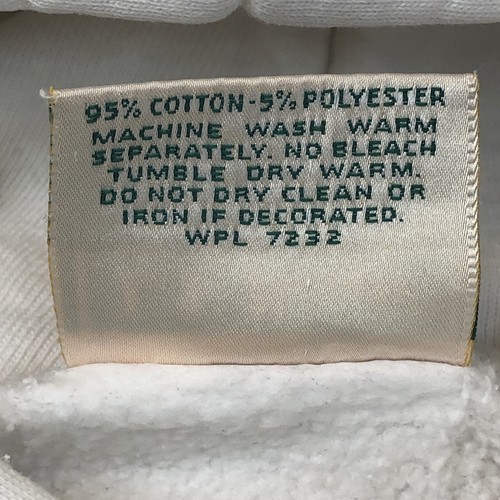 95% COTTON-5% POLYESTER
MACHINE WASH WARM
SEPARATELY. NO BLEACH
TUMBLE DRY WARM.
DO NOT DRY CLEAN OR
IRON IF DECORATED.
WPL 7232